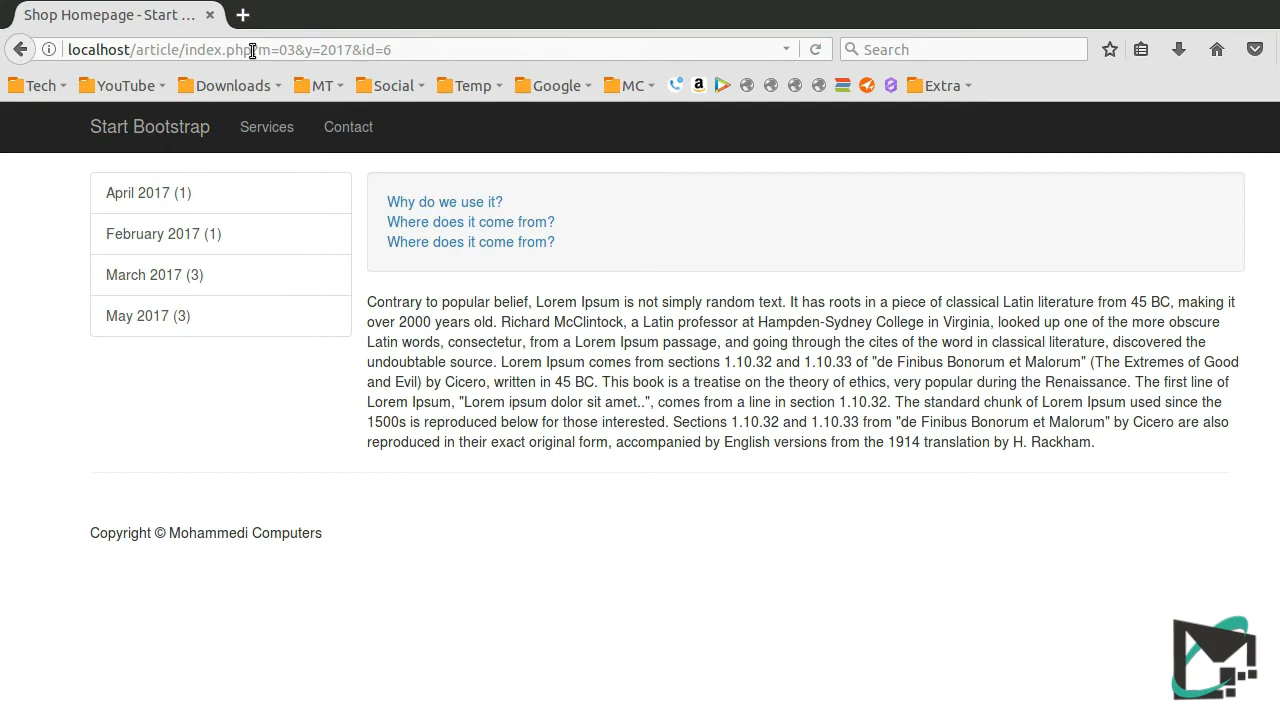 Shop Homepage - Start ...
localhost/article/index.php?m=03&y=2017&id=6
Search
Tech
YouTube
Downloads
MT
Social
Temp
Google
MC
Extra
Start Bootstrap
Services
Contact
April 2017 (1)
February 2017 (1)
March 2017 (3)
May 2017 (3)
Why do we use it?
Where does it come from?
Where does it come from?
Contrary to popular belief, Lorem Ipsum is not simply random text. It has roots in a piece of classical Latin literature from 45 BC, making it
over 2000 years old. Richard McClintock, a Latin professor at Hampden-Sydney College in Virginia, looked up one of the more obscure
Latin words, consectetur, from a Lorem Ipsum passage, and going through the cites of the word in classical literature, discovered the
undoubtable source. Lorem Ipsum comes from sections 1.10.32 and 1.10.33 of "de Finibus Bonorum et Malorum" (The Extremes of Good
and Evil) by Cicero, written in 45 BC. This book is a treatise on the theory of ethics, very popular during the Renaissance. The first line of
Lorem Ipsum, "Lorem ipsum dolor sit amet..", comes from a line in section 1.10.32. The standard chunk of Lorem Ipsum used since the
1500s is reproduced below for those interested. Sections 1.10.32 and 1.10.33 from "de Finibus Bonorum et Malorum" by Cicero are also
reproduced in their exact original form, accompanied by English versions from the 1914 translation by H. Rackham.
Copyright © Mohammedi Computers